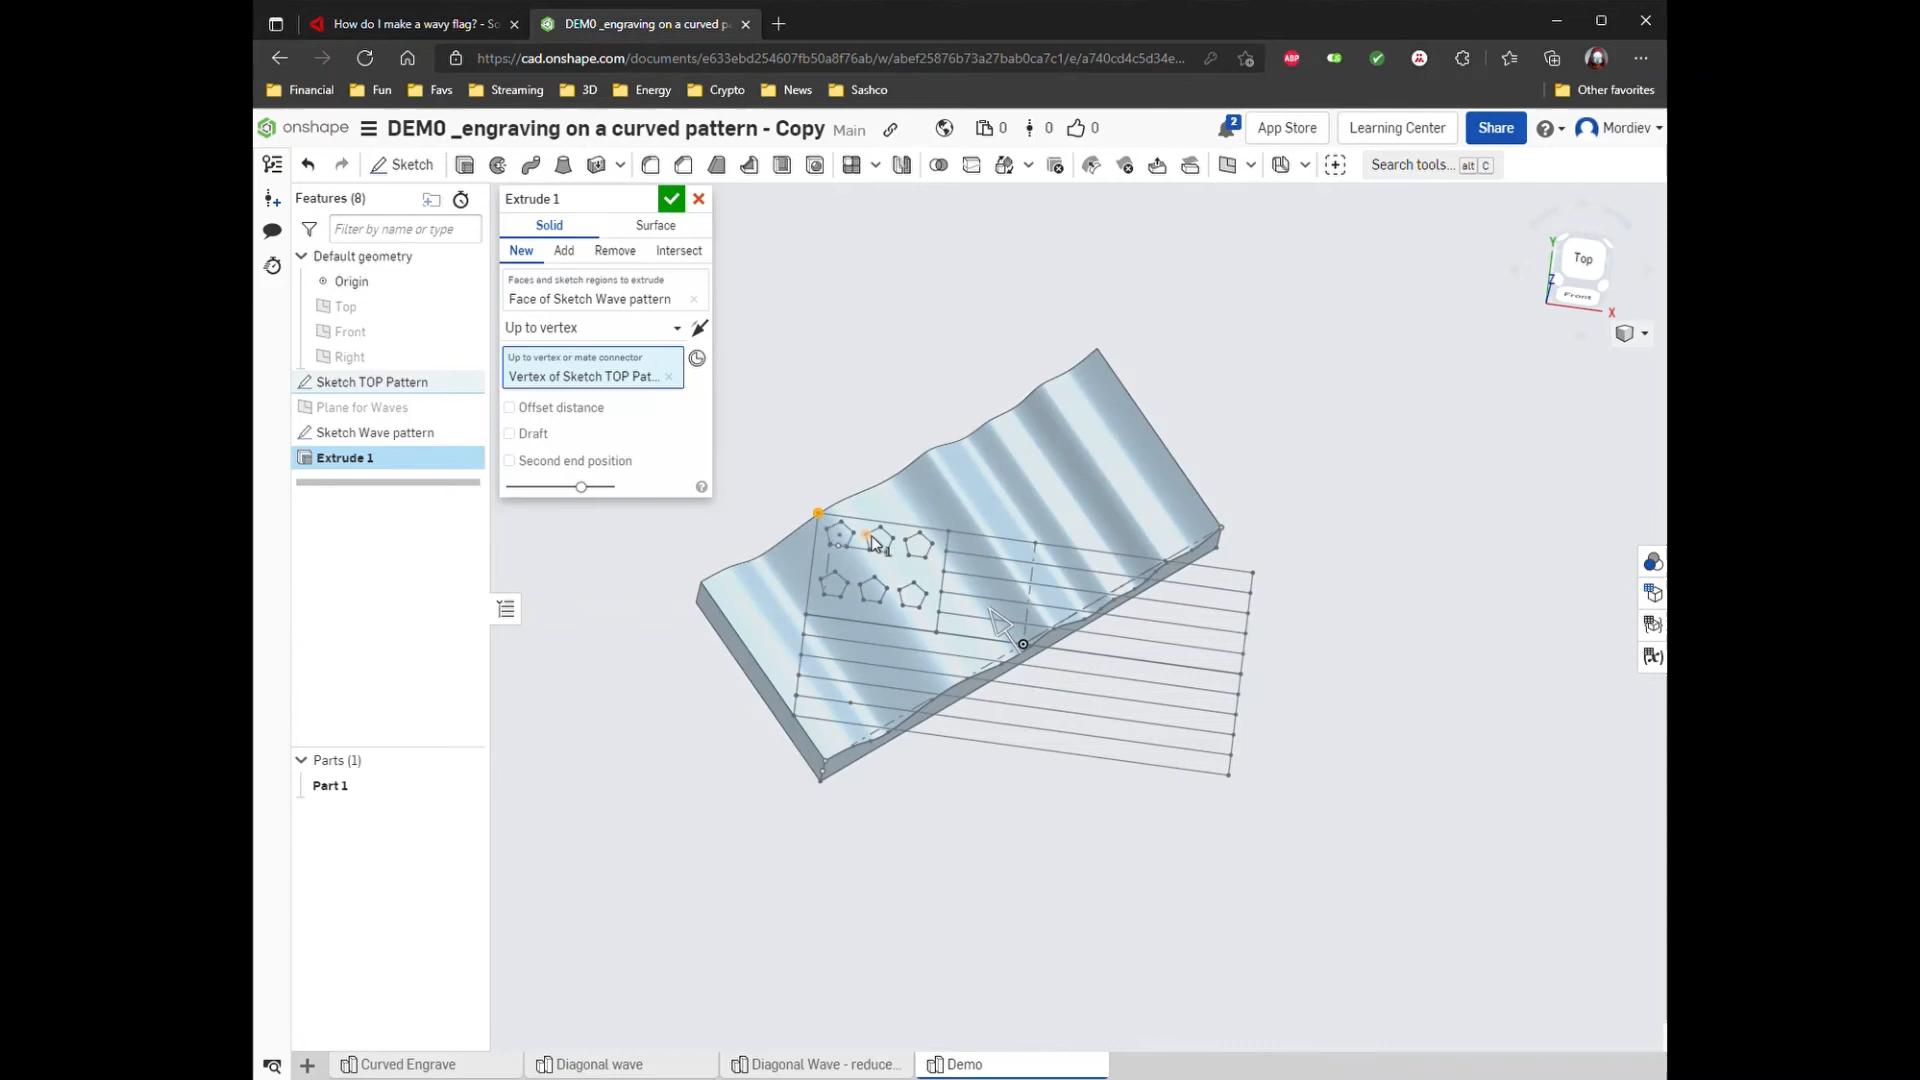 How do I make a wavy flag? - So
DEM0 _engraving on a curved p
https://cad.onshape.com/documents/e633ebd254607fb50a8f76ab/w/abef25876b73a27bab0ca7c1/e/a740cd4c5d34e...
ABP
Financial
Fun
Favs
Streaming
3D
Energy
Crypto
News
Sashco
Other favorites
onshape
DEM0 _engraving on a curved pattern - Copy
Main
0
0
0
2
App Store
Learning Center
Share
Mordiev
Sketch
Search tools... alt C
Features (8)
Filter by name or type
Default geometry
Origin
Top
Front
Right
Sketch TOP Pattern
Plane for Waves
Sketch Wave pattern
Extrude 1
Extrude 1
Solid Surface
New Add Remove Intersect
Faces and sketch regions to extrude
Face of Sketch Wave pattern
Up to vertex
Up to vertex or mate connector
Vertex of Sketch TOP Pat...
Offset distance
Draft
Second end position
Y
Z
X
Top
Front
(x)
Parts (1)
Part 1
Curved Engrave
Diagonal wave
Diagonal Wave - reduce...
Demo